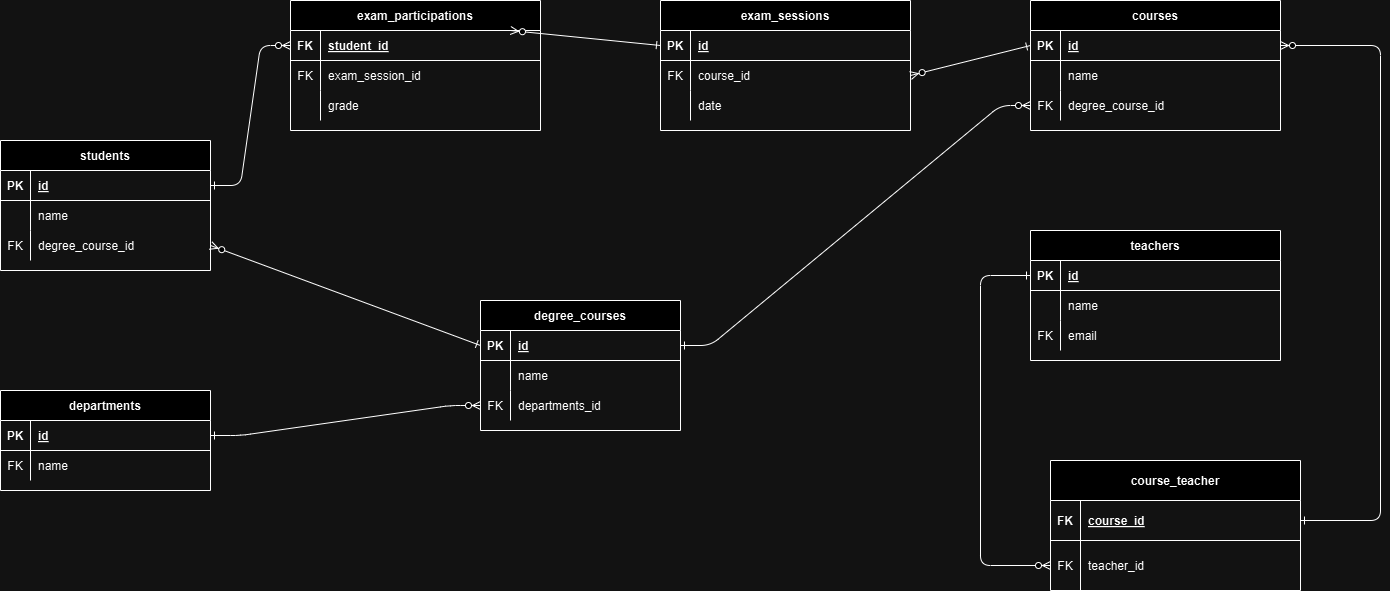 exam_participations
FK student_id
FK exam_session_id
grade
exam_sessions
PK id
FK course_id
date
courses
PK id
name
FK degree_course_id
students
PK id
name
FK degree_course_id
teachers
PK id
name
FK email
degree_courses
PK id
name
FK departments_id
departments
PK id
FK name
course_teacher
FK course_id
FK teacher_id